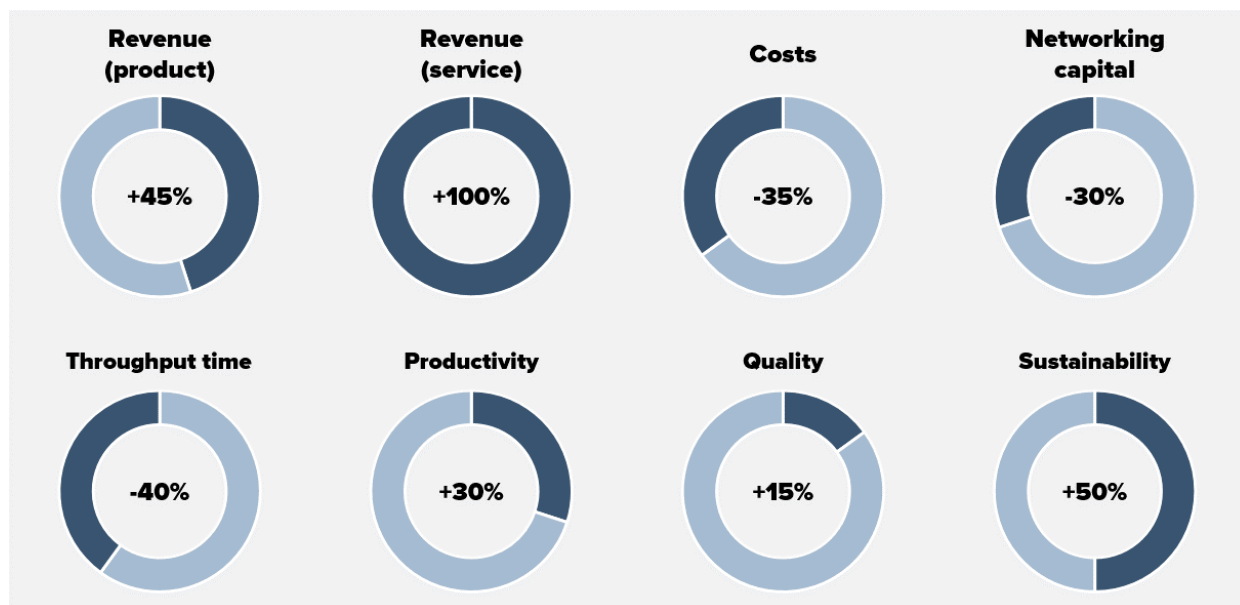 Revenue
(product)
Revenue
(service)
Costs
Networking
capital
+45%
+100%
-35%
-30%
Throughput time
Productivity
Quality
Sustainability
-40%
+30%
+15%
+50%